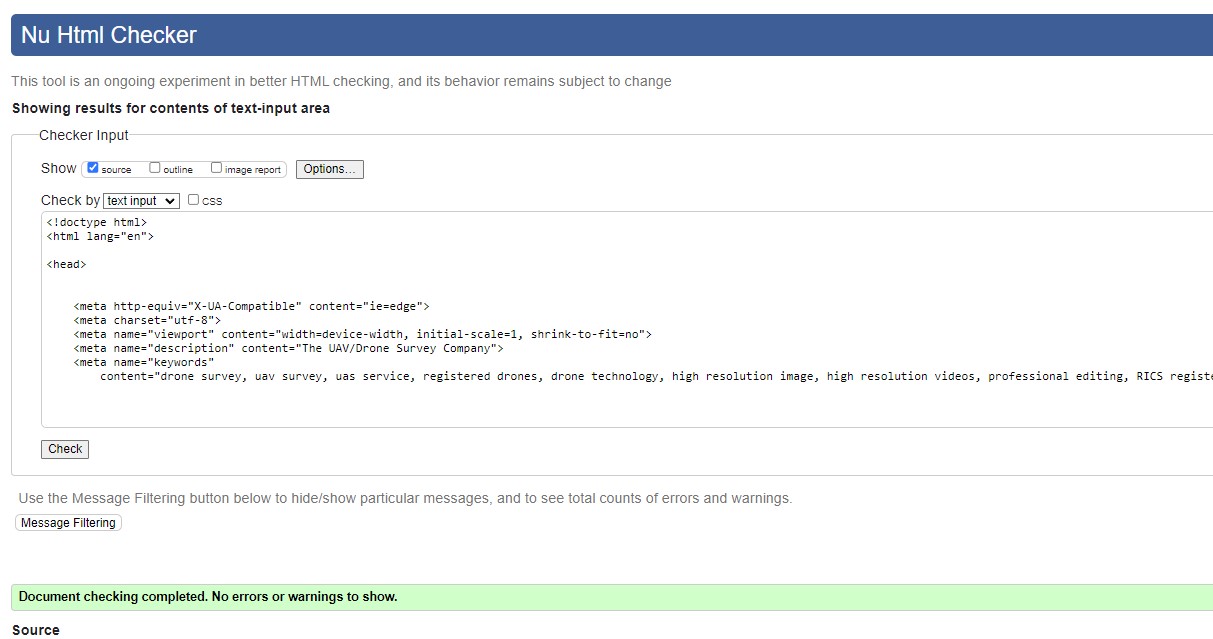 Nu Html Checker
This tool is an ongoing experiment in better HTML checking, and its behavior remains subject to change
Showing results for contents of text-input area
Checker Input
Show source outline image report Options...
Check by text input css
<!doctype html>
<html lang="en">
<head>
<meta http-equiv="X-UA-Compatible" content="ie=edge">
<meta charset="utf-8">
<meta name="viewport" content="width=device-width, initial-scale=1, shrink-to-fit=no">
<meta name="description" content="The UAV/Drone Survey Company">
<meta name="keywords"
content="drone survey, uav survey, uas service, registered drones, drone technology, high resolution image, high resolution videos, professional editing, RICS registe
Check
Use the Message Filtering button below to hide/show particular messages, and to see total counts of errors and warnings.
Message Filtering
Document checking completed. No errors or warnings to show.
Source